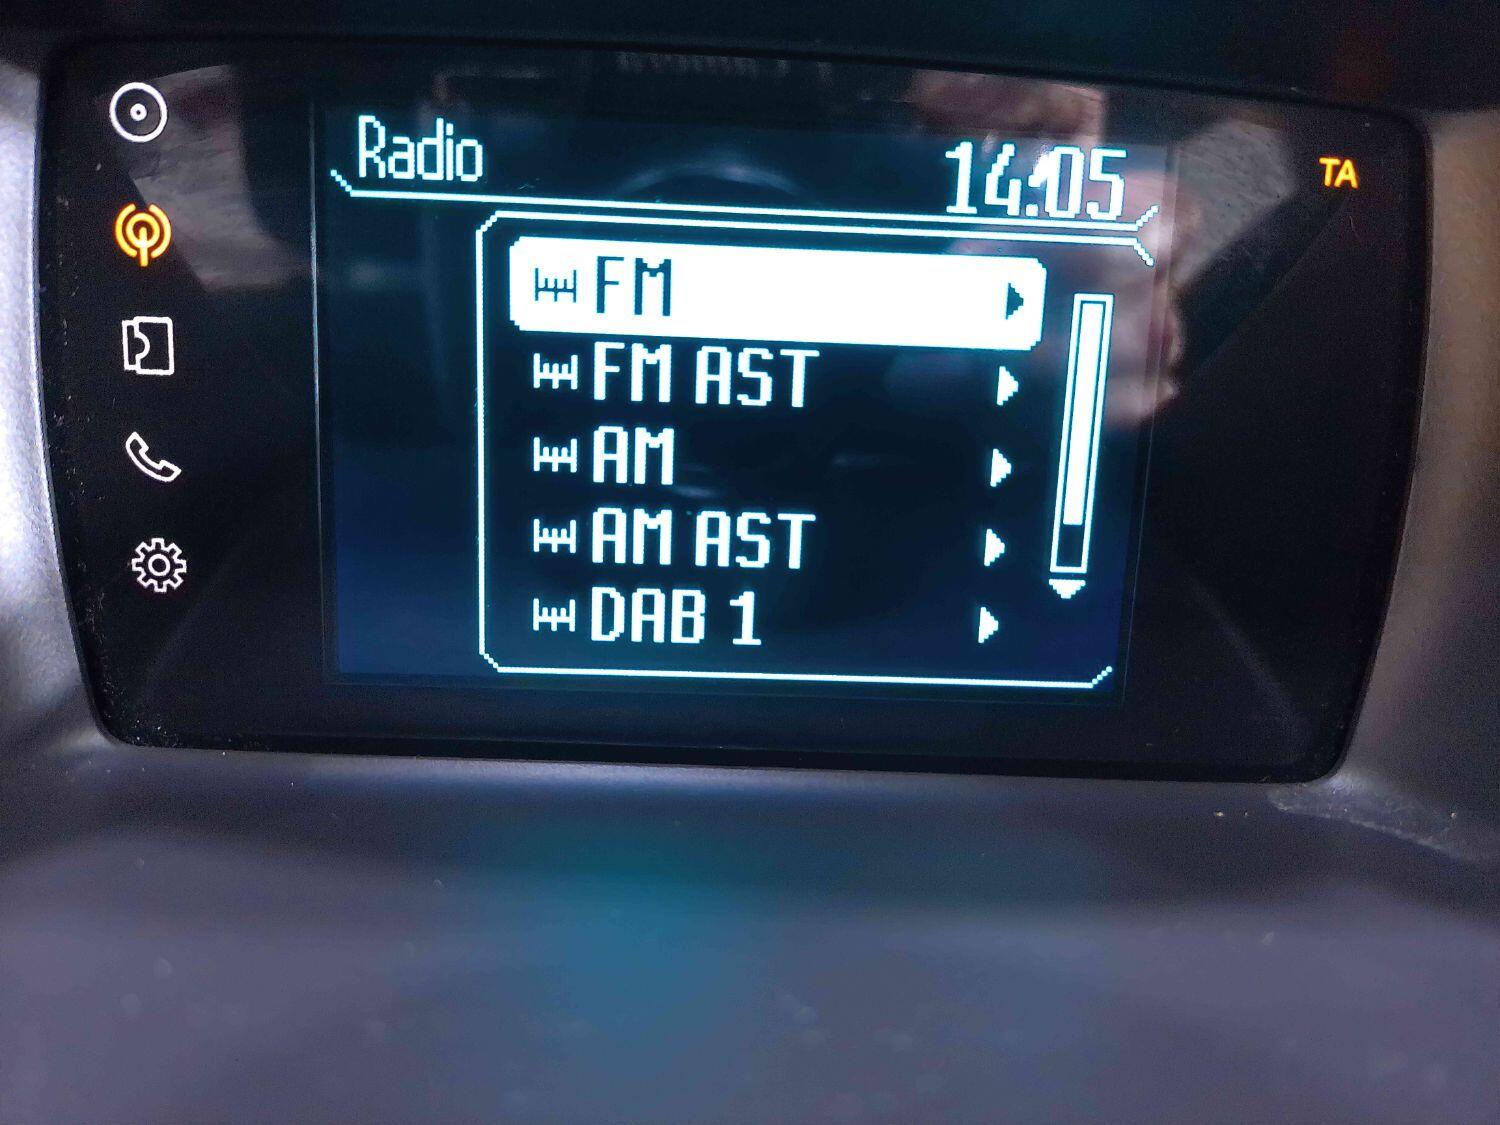 Radio 14:05
TA
FM
FM AST
AM
AM AST
DAB 1